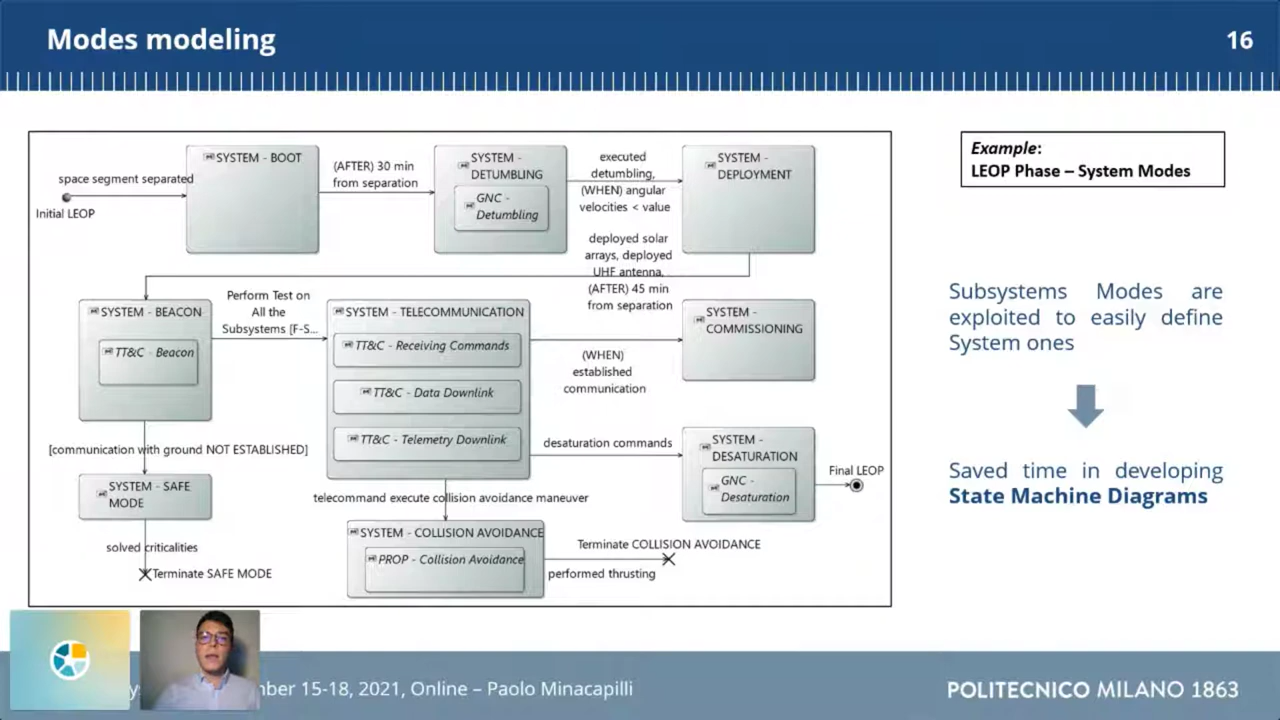 Modes modeling
16
SYSTEM - BOOT
(AFTER) 30 min
from separation
SYSTEM -
DETUMBLING
GNC -
Detumbling
executed
detumbling,
(WHEN) angular
velocities < value
SYSTEM -
DEPLOYMENT
space segment separated
Initial LEOP
deployed solar
arrays, deployed
UHF antenna,
(AFTER) 45 min
from separation
SYSTEM - BEACON
TT&C - Beacon
Perform Test on
All the
Subsystems [F-S...
SYSTEM - TELECOMMUNICATION
TT&C - Receiving Commands
TT&C - Data Downlink
TT&C - Telemetry Downlink
(WHEN)
established
communication
SYSTEM -
COMMISSIONING
[communication with ground NOT ESTABLISHED]
desaturation commands
SYSTEM -
DESATURATION
GNC -
Desaturation
Final LEOP
SYSTEM - SAFE
MODE
solved criticalities
Terminate SAFE MODE
telecommand execute collision avoidance maneuver
SYSTEM - COLLISION AVOIDANCE
PROP - Collision Avoidance
Terminate COLLISION AVOIDANCE
performed thrusting
Example:
LEOP Phase – System Modes
Subsystems Modes are
exploited to easily define
System ones
Saved time in developing
State Machine Diagrams
ber 15-18, 2021, Online – Paolo Minacapilli
POLITECNICO MILANO 1863